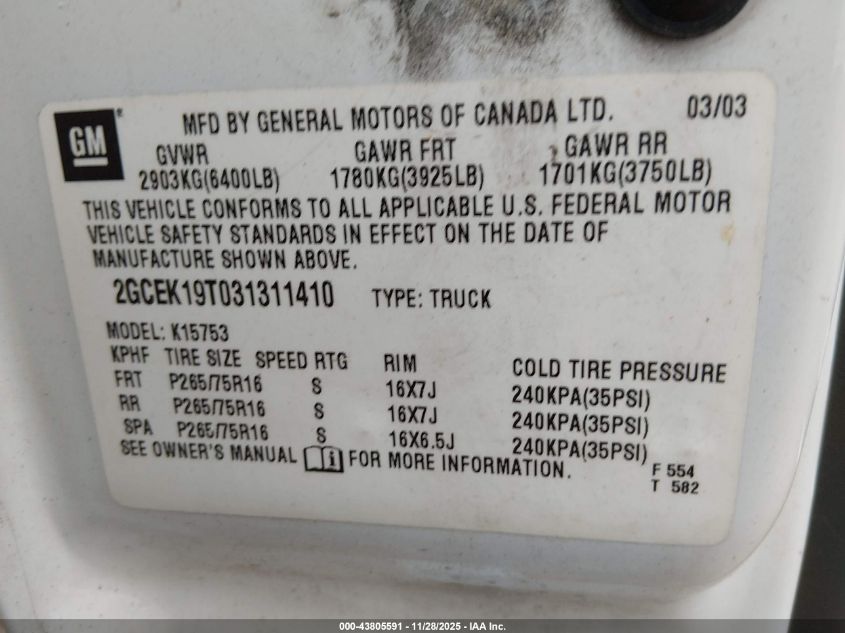 GM
MFD BY GENERAL MOTORS OF CANADA LTD. 03/03
GVWR GAWR FRT GAWR RR
2903KG(6400LB) 1780KG(3925LB) 1701KG(3750LB)
THIS VEHICLE CONFORMS TO ALL APPLICABLE U.S. FEDERAL MOTOR
VEHICLE SAFETY STANDARDS IN EFFECT ON THE DATE OF
MANUFACTURE SHOWN ABOVE.
2GCEK19T031311410 TYPE: TRUCK
MODEL: K15753
KPHF TIRE SIZE SPEED RTG RIM COLD TIRE PRESSURE
FRT P265/75R16 S 16X7J 240KPA(35PSI)
RR P265/75R16 S 16X7J 240KPA(35PSI)
SPA P265/75R16 S 16X6.5J 240KPA(35PSI)
SEE OWNER'S MANUAL i FOR MORE INFORMATION.
F 554
T 582
000-43805591 - 11/28/2025 - IAA Inc.